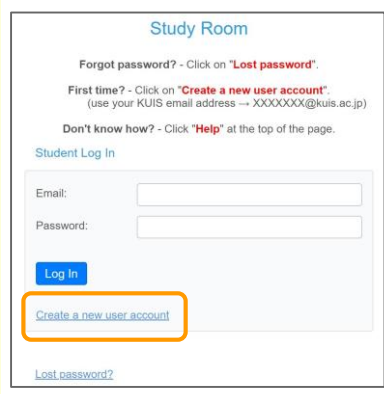 Study Room
Forgot password? - Click on "Lost password".
First time? - Click on "Create a new user account".
(use your KUIS email address → XXXXXXX@kuis.ac.jp)
Don't know how? - Click "Help" at the top of the page.
Student Log In
Email:
Password:
Log In
Create a new user account
Lost password?